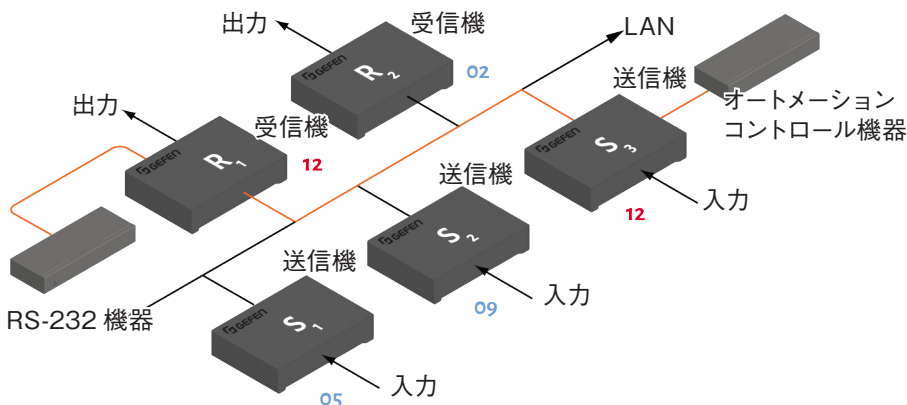 出力
受信機
GEFEN
R2
02
LAN
送信機
オートメーション
コントロール機器
出力
受信機
GEFEN
R1
12
GEFEN
S3
12
入力
送信機
GEFEN
S2
09
入力
RS-232 機器
送信機
GEFEN
S1
05
入力